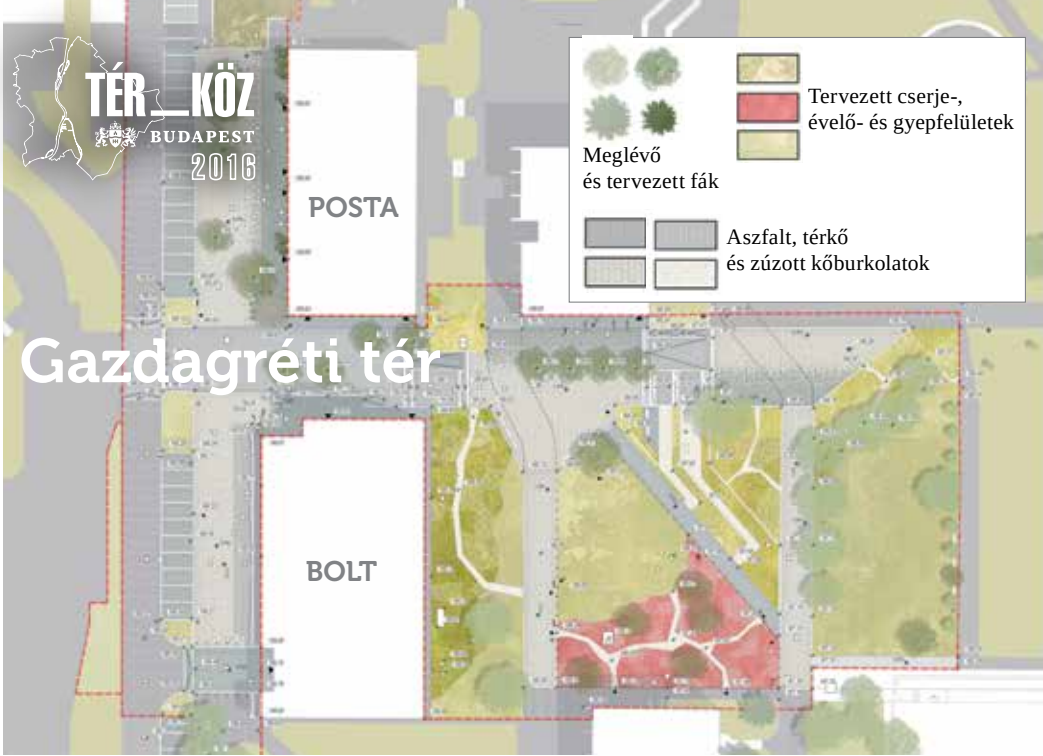 TÉR_KÖZ
BUDAPEST
2016
POSTA
Gazdagréti tér
BOLT
Meglévő
és tervezett fák
Tervezett cserje-,
évelő- és gyepfelületek
Aszfalt, térkő
és zúzott kőburkolatok